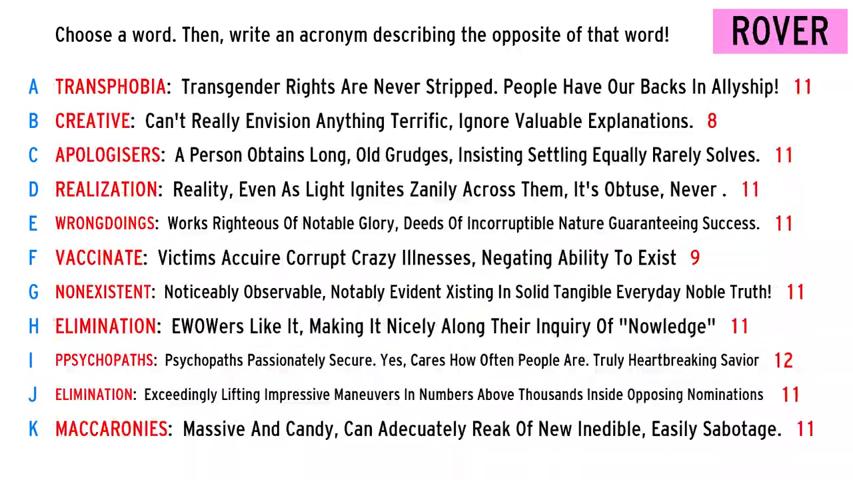 Choose a word. Then, write an acronym describing the opposite of that word!
ROVER
A TRANSPHOBIA: Transgender Rights Are Never Stripped. People Have Our Backs In Allyship! 11
B CREATIVE: Can't Really Envision Anything Terrific, Ignore Valuable Explanations. 8
C APOLOGISERS: A Person Obtains Long, Old Grudges, Insisting Settling Equally Rarely Solves. 11
D REALIZATION: Reality, Even As Light Ignites Zanily Across Them, It's Obtuse, Never . 11
E WRONGDOINGS: Works Righteous Of Notable Glory, Deeds Of Incorruptible Nature Guaranteeing Success. 11
F VACCINATE: Victims Accuire Corrupt Crazy Illnesses, Negating Ability To Exist 9
G NONEXISTENT: Noticeably Observable, Notably Evident Xisting In Solid Tangible Everyday Noble Truth! 11
H ELIMINATION: EWOWers Like It, Making It Nicely Along Their Inquiry Of "Nowledge" 11
I PPSYCHOPATHS: Psychopaths Passionately Secure. Yes, Cares How Often People Are. Truly Heartbreaking Savior 12
J ELIMINATION: Exceedingly Lifting Impressive Maneuvers In Numbers Above Thousands Inside Opposing Nominations 11
K MACCARONIES: Massive And Candy, Can Adecuately Reak Of New Inedible, Easily Sabotage. 11